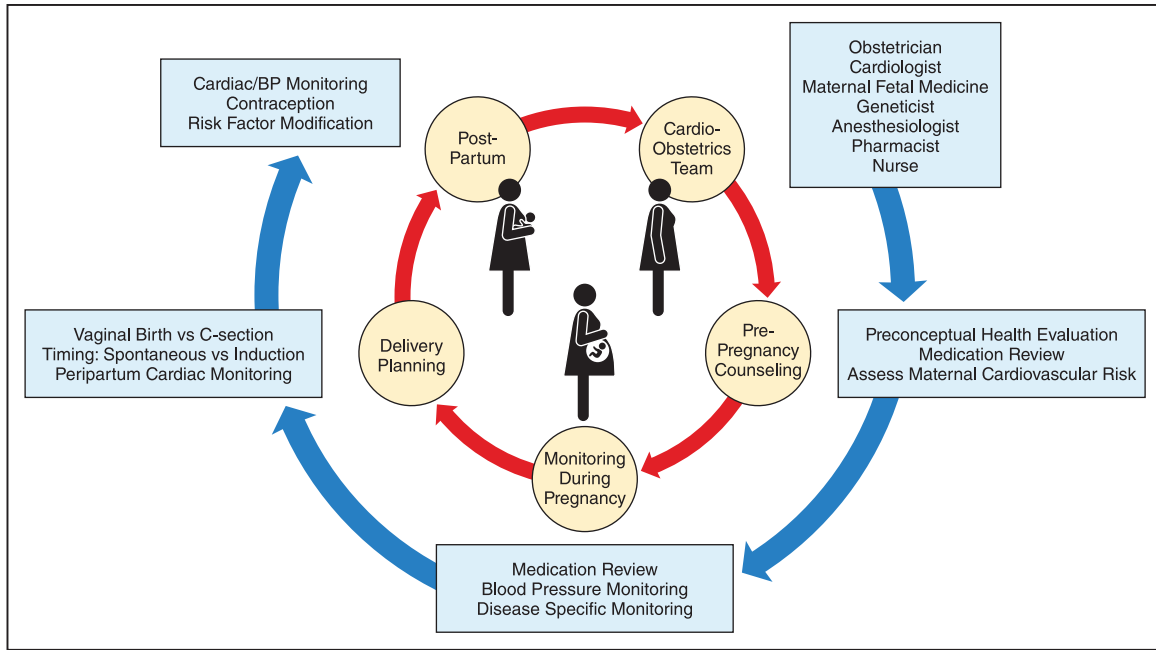 Cardiac/BP Monitoring
Contraception
Risk Factor Modification
Post-
Partum
Cardio-
Obstetrics
Team
Obstetrician
Cardiologist
Maternal Fetal Medicine
Geneticist
Anesthesiologist
Pharmacist
Nurse
Vaginal Birth vs C-section
Timing: Spontaneous vs Induction
Peripartum Cardiac Monitoring
Delivery
Planning
Pre-
Pregnancy
Counseling
Preconceptual Health Evaluation
Medication Review
Assess Maternal Cardiovascular Risk
Monitoring
During
Pregnancy
Medication Review
Blood Pressure Monitoring
Disease Specific Monitoring